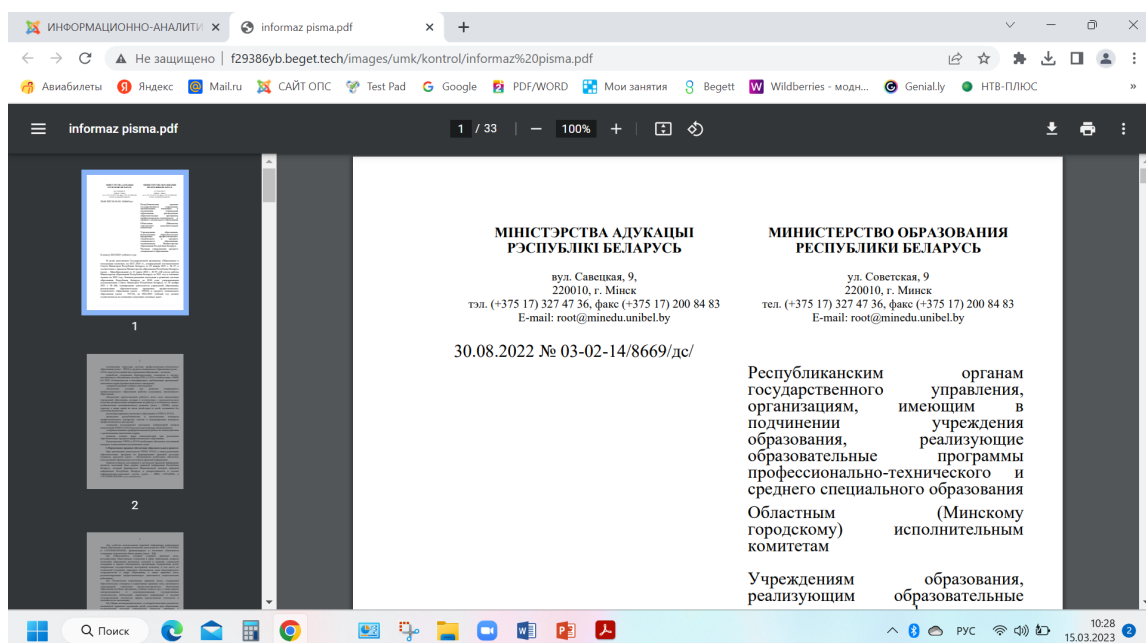 ИНФОРМАЦИОННО-АНАЛИТИ
informaz pisma.pdf
Не защищено | f29386yb.beget.tech/images/umk/kontrol/informaz%20pisma.pdf
Авиабилеты Яндекс Mail.ru САЙТ ОПС Test Pad Google PDF/WORD Мои занятия Begett Wildberries - модн... Genial.ly НТВ-ПЛЮС »
informaz pisma.pdf 1 / 33 | — 100% +
1
2
МІНІСТЭРСТВА АДУКАЦЫІ
РЭСПУБЛІКІ БЕЛАРУСЬ
вул. Савецкая, 9,
220010, г. Мінск
тэл. (+375 17) 327 47 36, факс (+375 17) 200 84 83
E-mail: root@minedu.unibel.by
МИНИСТЕРСТВО ОБРАЗОВАНИЯ
РЕСПУБЛИКИ БЕЛАРУСЬ
ул. Советская, 9
220010, г. Минск
тел. (+375 17) 327 47 36, факс (+375 17) 200 84 83
E-mail: root@minedu.unibel.by
30.08.2022 № 03-02-14/8669/дс/
Республиканским органам
государственного управления,
организациям, имеющим в
подчинении учреждения
образования, реализующие
образовательные программы
профессионально-технического и
среднего специального образования
Областным (Минскому
городскому) исполнительным
комитетам
Учреждениям образования,
реализующим образовательные
Поиск
РУС
10:28
15.03.2023
2